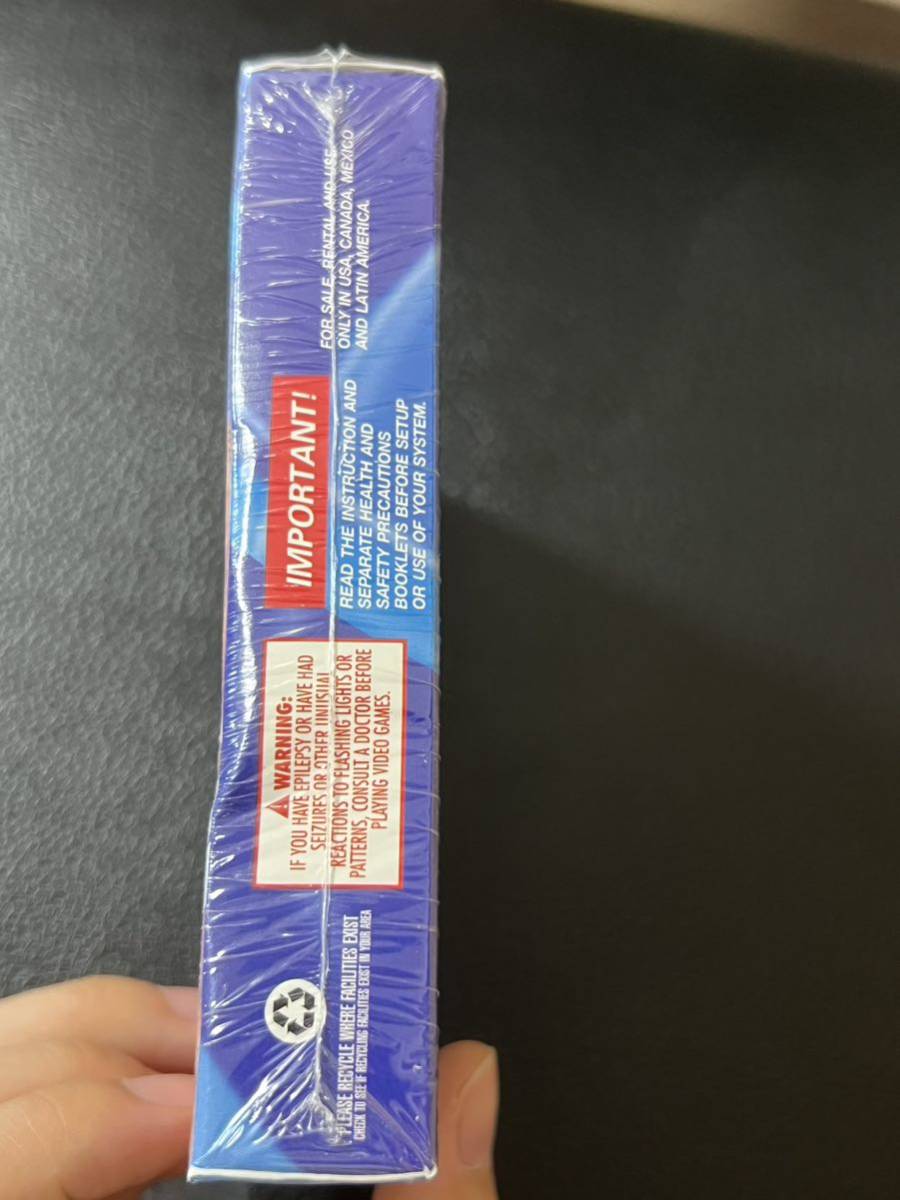 FOR SALE, RENTAL AND USE
ONLY IN USA, CANADA, MEXICO
AND LATIN AMERICA.
IMPORTANT!
READ THE INSTRUCTION AND
SEPARATE HEALTH AND
SAFETY PRECAUTIONS
BOOKLETS BEFORE SETUP
OR USE OF YOUR SYSTEM.
WARNING:
IF YOU HAVE EPILEPSY OR HAVE HAD
SEIZURES OR OTHER UNUSUAL
REACTIONS TO FLASHING LIGHTS OR
PATTERNS, CONSULT A DOCTOR BEFORE
PLAYING VIDEO GAMES.
PLEASE RECYCLE WHERE FACILITIES EXIST
CHECK TO SEE IF RECYCLING FACILITIES EXIST IN YOUR AREA